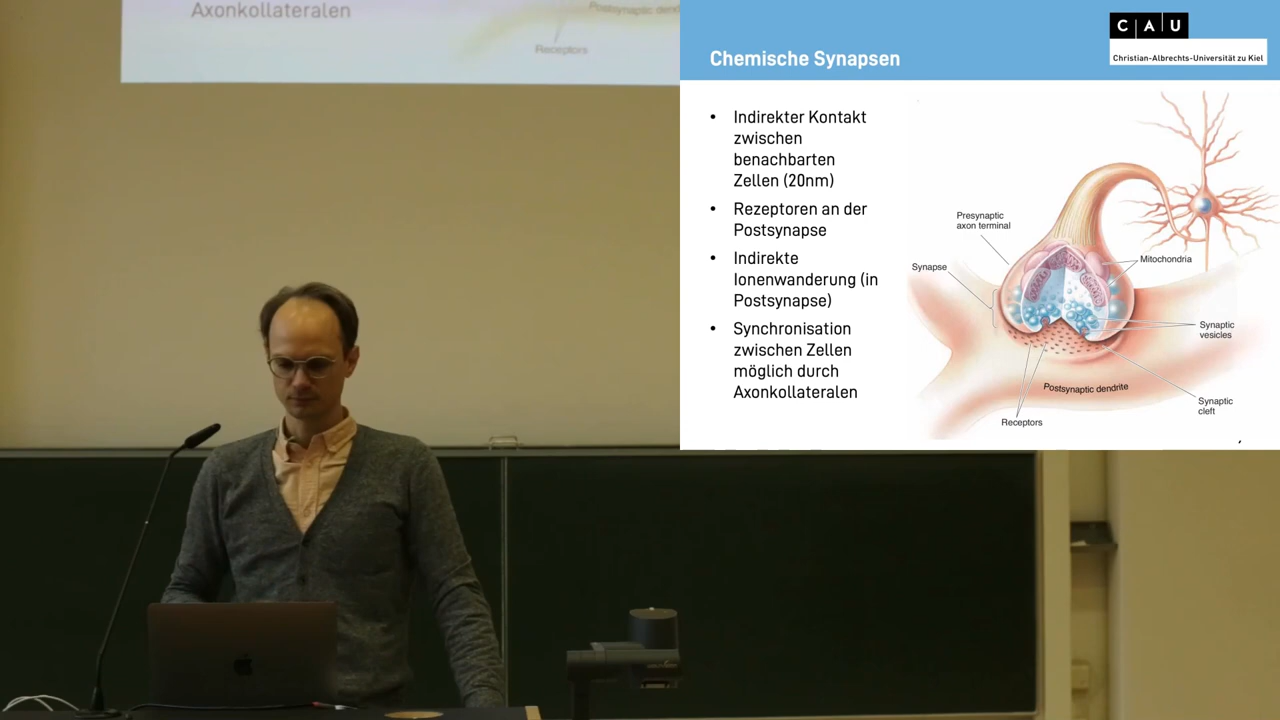 Axonkollateralen
Postsynaptic
Receptors
Chemische Synapsen
CAU
Christian-Albrechts-Universität zu Kiel
• Indirekter Kontakt
zwischen
benachbarten
Zellen (20nm)
• Rezeptoren an der
Postsynapse
• Indirekte
Ionenwanderung (in
Postsynapse)
• Synchronisation
zwischen Zellen
möglich durch
Axonkollateralen
Presynaptic
axon terminal
Synapse
Mitochondria
Synaptic
vesicles
Postsynaptic dendrite
Synaptic
cleft
Receptors